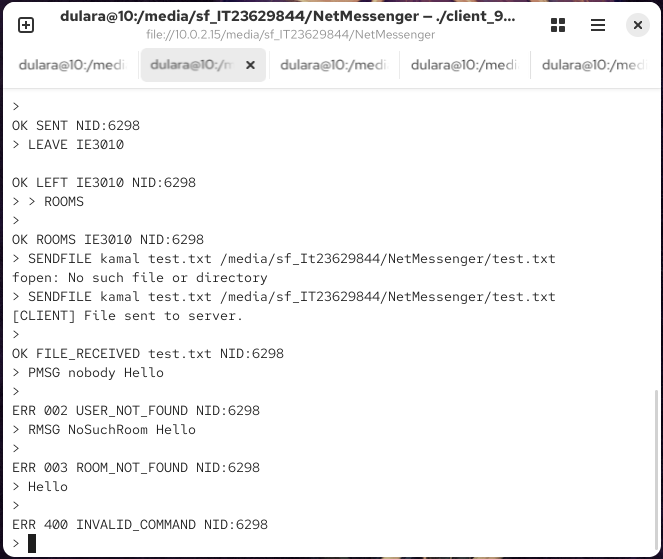 dulara@10:/media/sf_IT23629844/NetMessenger — ./client_9...
file://10.0.2.15/media/sf_IT23629844/NetMessenger
dulara@10:/medi dulara@10:/m dulara@10:/medi dulara@10:/medi dulara@10:/med
>
OK SENT NID:6298
> LEAVE IE3010
OK LEFT IE3010 NID:6298
> > ROOMS
>
OK ROOMS IE3010 NID:6298
> SENDFILE kamal test.txt /media/sf_It23629844/NetMessenger/test.txt
fopen: No such file or directory
> SENDFILE kamal test.txt /media/sf_IT23629844/NetMessenger/test.txt
[CLIENT] File sent to server.
>
OK FILE_RECEIVED test.txt NID:6298
> PMSG nobody Hello
>
ERR 002 USER_NOT_FOUND NID:6298
> RMSG NoSuchRoom Hello
>
ERR 003 ROOM_NOT_FOUND NID:6298
> Hello
>
ERR 400 INVALID_COMMAND NID:6298
>